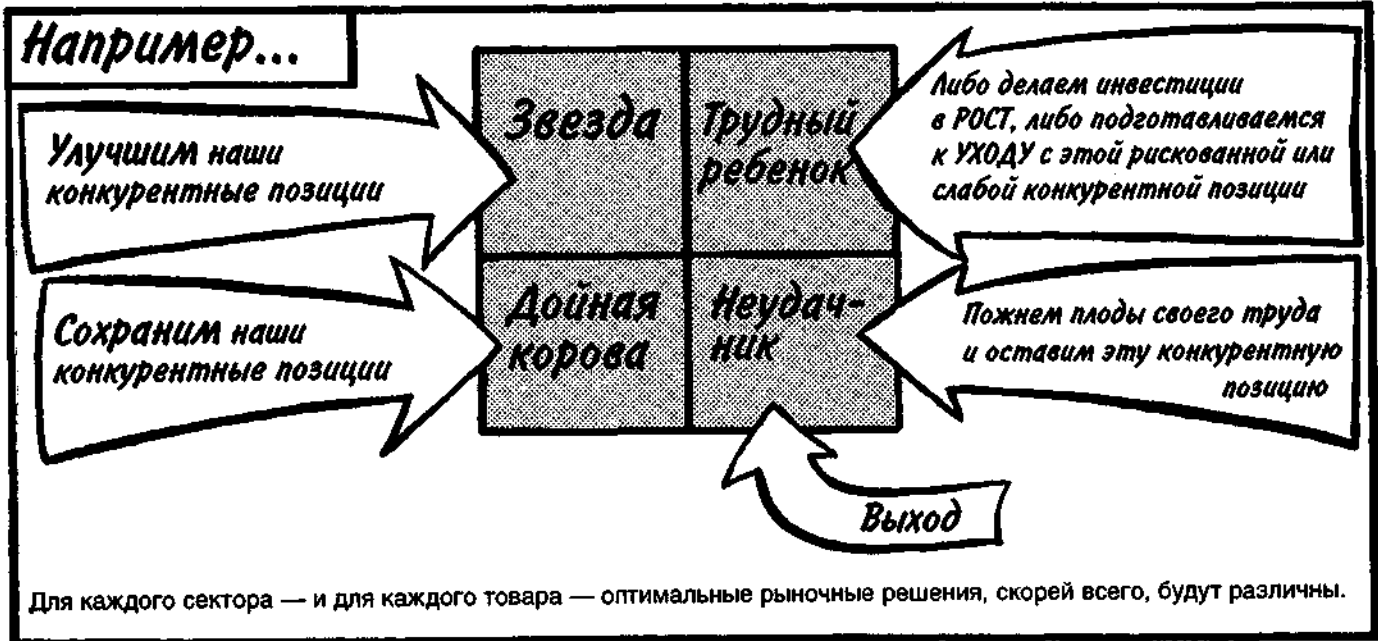 Например...
Улучшим наши
конкурентные позиции
Звезда
Трудный
ребенок
Либо делаем инвестиции
в РОСТ, либо подготавливаемся
к УХОДУ с этой рискованной или
слабой конкурентной позиции
Сохраним наши
конкурентные позиции
Дойная
корова
Неудач-
ник
Пожнем плоды своего труда
и оставим эту конкурентную
позицию
Выход
Для каждого сектора — и для каждого товара — оптимальные рыночные решения, скорей всего, будут различны.